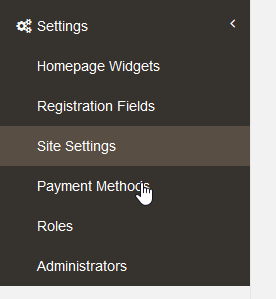 Settings
Homepage Widgets
Registration Fields
Site Settings
Payment Methods
Roles
Administrators